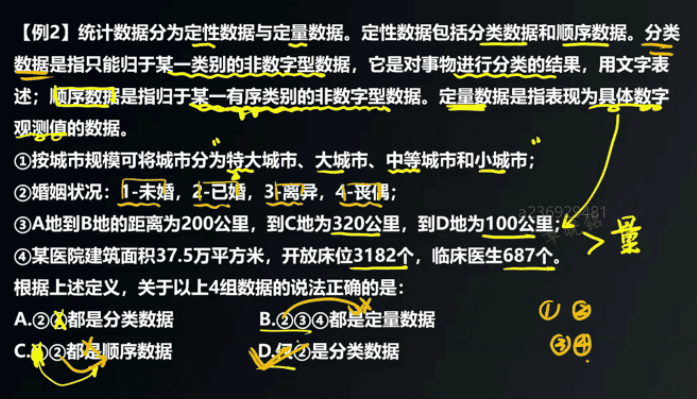 【例2】统计数据分为定性数据与定量数据。定性数据包括分类数据和顺序数据。分类
数据是指只能归于某一类别的非数字型数据，它是对事物进行分类的结果，用文字表
述；顺序数据是指归于某一有序类别的非数字型数据。定量数据是指表现为具体数字
观测值的数据。
①按城市规模可将城市分为特大城市、大城市、中等城市和小城市；
②婚姻状况：1-未婚，2-已婚，3-离异，4-丧偶；
③A地到B地的距离为200公里，到C地为320公里，到D地为100公里；
a236929481
量
④某医院建筑面积37.5万平方米，开放床位3182个，临床医生687个。
根据上述定义，关于以上4组数据的说法正确的是：
A.②④都是分类数据 B.②③④都是定量数据 ① ②
C.①②都是顺序数据 D.仅②是分类数据 ③④